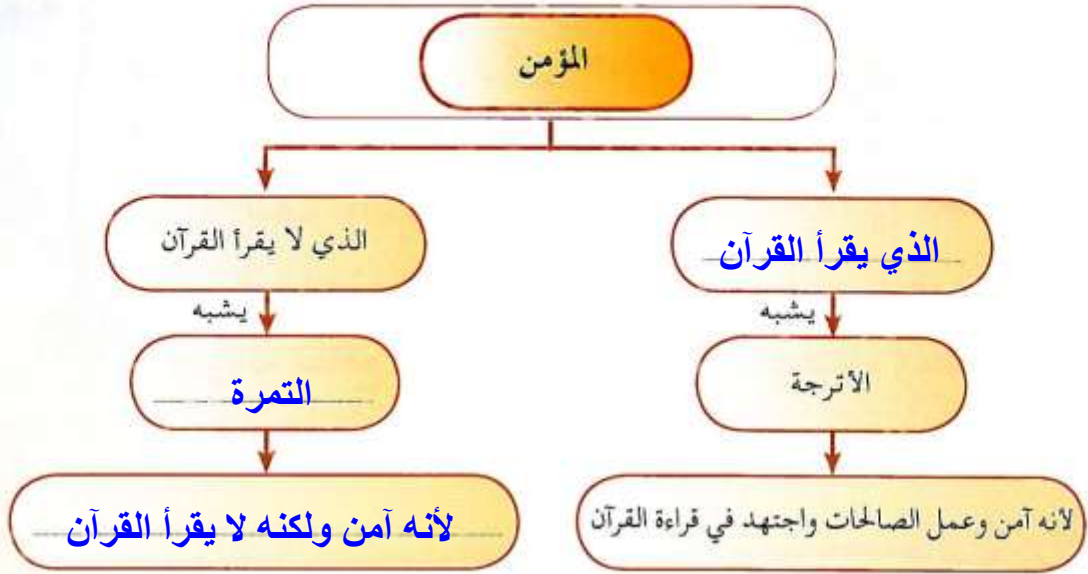 المؤمن
الذي يقرأ القرآن
الذي لا يقرأ القرآن
يشبه
يشبه
الأترجة
التمرة
لأنه آمن وعمل الصالحات واجتهد في قراءة القرآن
لأنه آمن ولكنه لا يقرأ القرآن